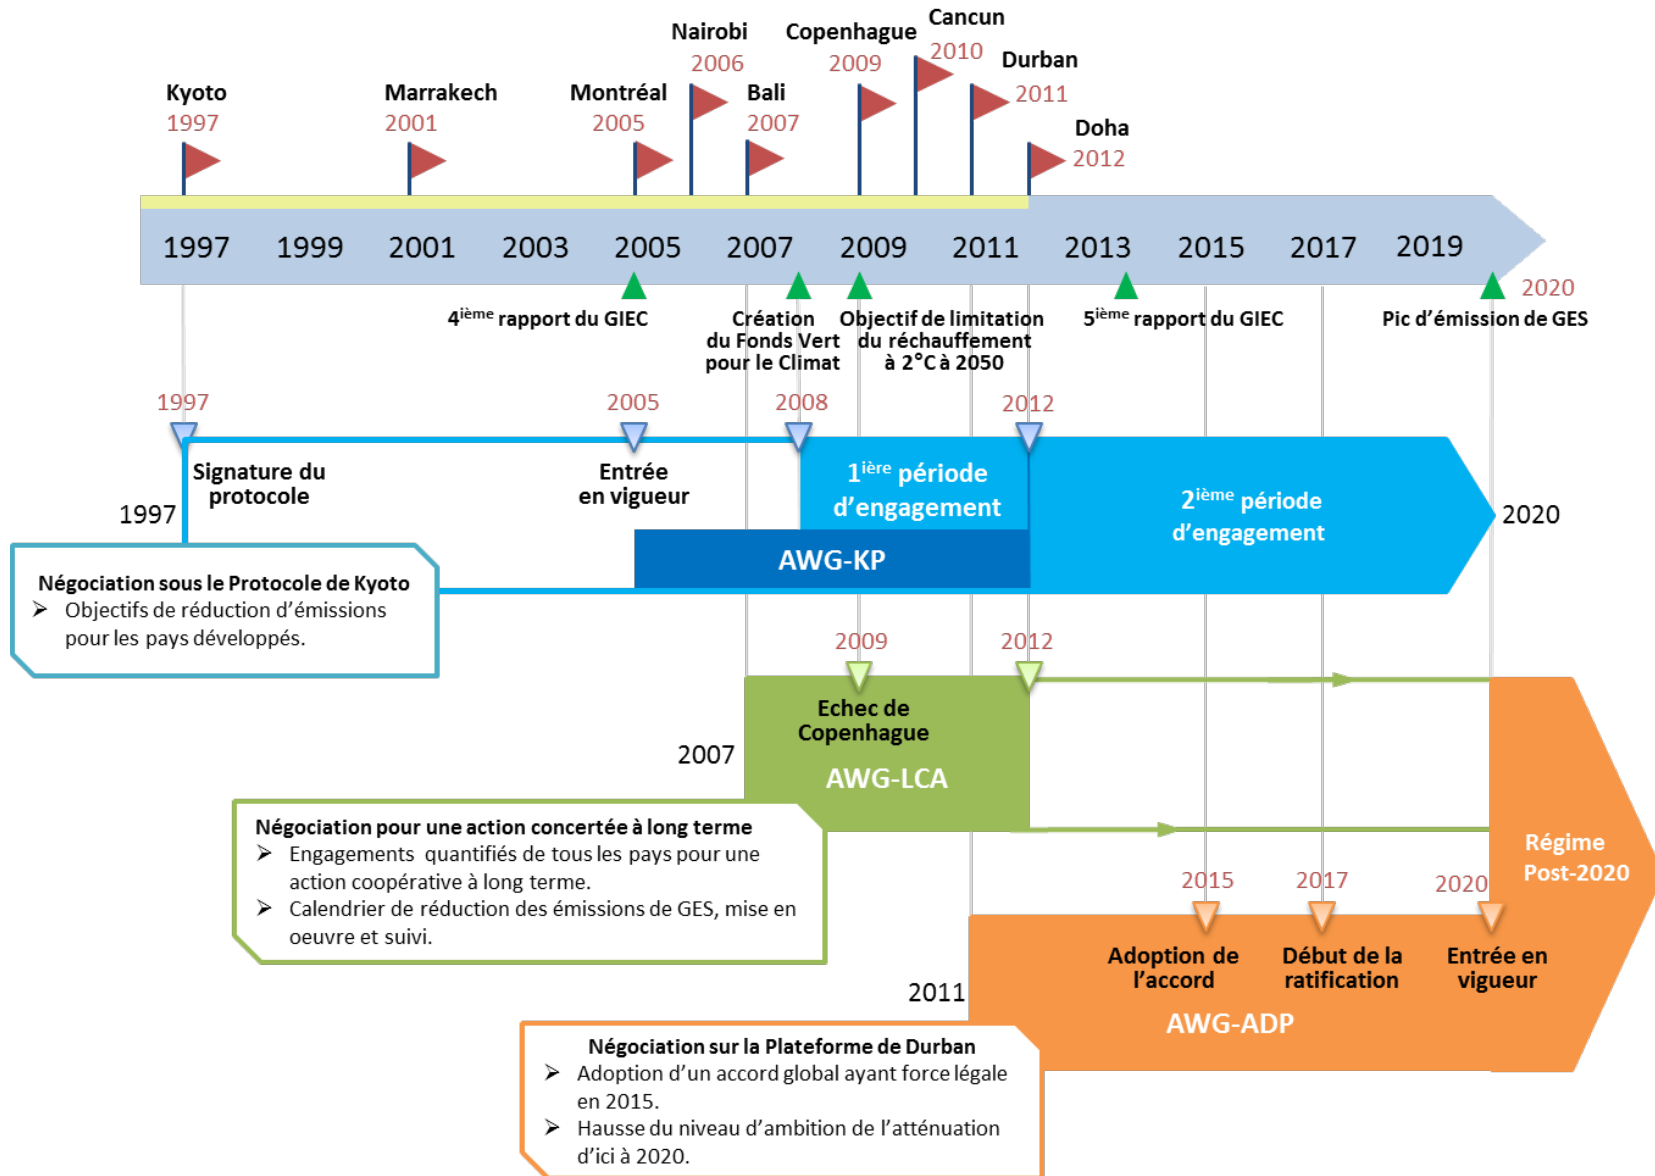 Nairobi
2006
Copenhague
2009
Cancun
2010
Durban
2011
Kyoto
1997
Marrakech
2001
Montréal
2005
Bali
2007
Doha
2012
1997 1999 2001 2003 2005 2007 2009 2011 2013 2015 2017 2019
2020
4ième rapport du GIEC
Création
du Fonds Vert
pour le Climat
Objectif de limitation
du réchauffement
à 2°C à 2050
5ième rapport du GIEC
Pic d'émission de GES
1997
2005
2008
2012
Signature du
protocole
Entrée
en vigueur
1ière période
d'engagement
2ième période
d'engagement
1997
2020
AWG-KP
Négociation sous le Protocole de Kyoto
➢ Objectifs de réduction d'émissions
pour les pays développés.
2009
2012
Echec de
Copenhague
2007
AWG-LCA
Négociation pour une action concertée à long terme
➢ Engagements quantifiés de tous les pays pour une
action coopérative à long terme.
➢ Calendrier de réduction des émissions de GES, mise en
oeuvre et suivi.
Régime
Post-2020
2015
2017
2020
Adoption de
l'accord
Début de la
ratification
Entrée en
vigueur
2011
AWG-ADP
Négociation sur la Plateforme de Durban
➢ Adoption d'un accord global ayant force légale
en 2015.
➢ Hausse du niveau d'ambition de l'atténuation
d'ici à 2020.